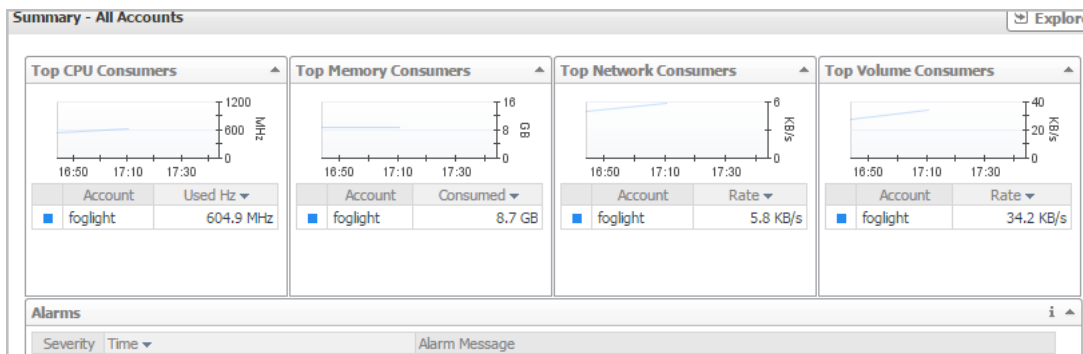 Summary - All Accounts
Explore
Top CPU Consumers
1200
600
0
MHz
16:50 17:10 17:30
Account Used Hz
foglight 604.9 MHz
Top Memory Consumers
16
8
0
GB
16:50 17:10 17:30
Account Consumed
foglight 8.7 GB
Top Network Consumers
6
0
KB/s
16:50 17:10 17:30
Account Rate
foglight 5.8 KB/s
Top Volume Consumers
40
20
0
KB/s
16:50 17:10 17:30
Account Rate
foglight 34.2 KB/s
Alarms i
Severity Time Alarm Message